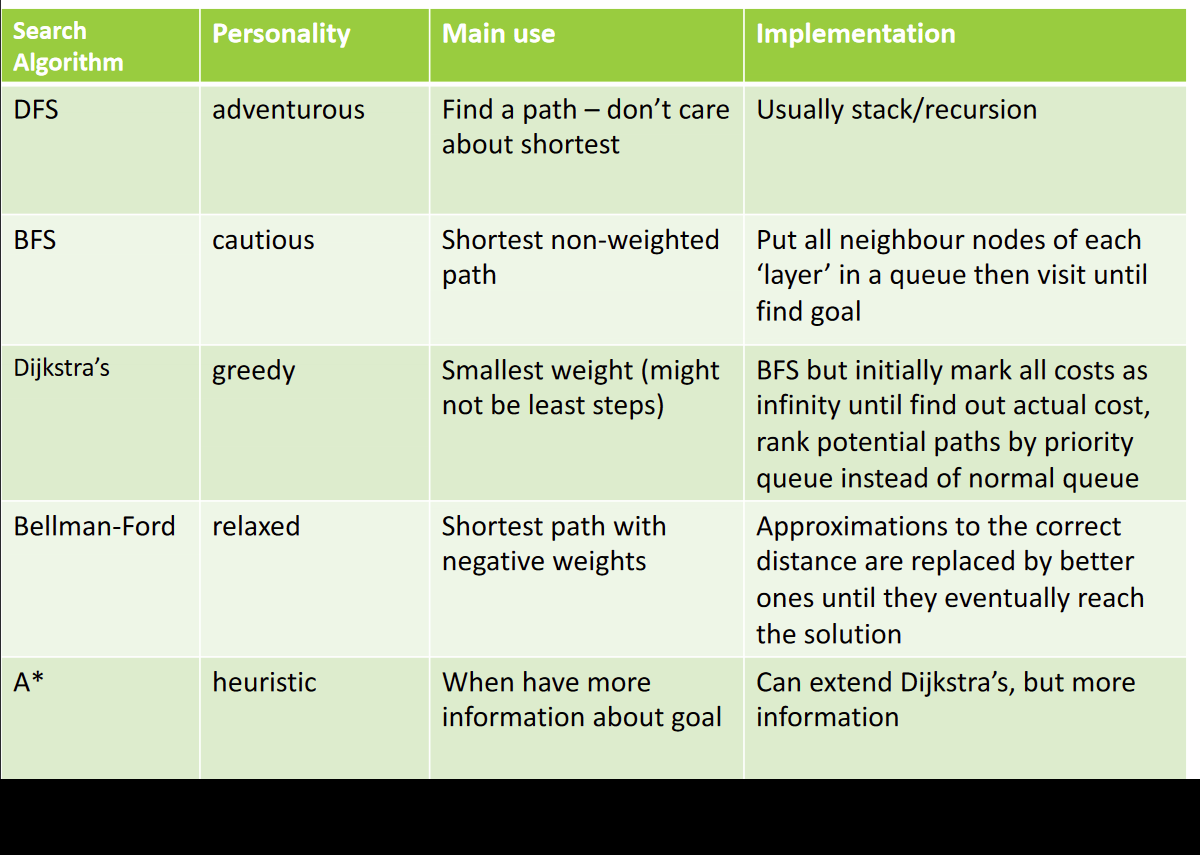 Search
Algorithm
Personality
Main use
Implementation
DFS
adventurous
Find a path – don’t care
about shortest
Usually stack/recursion
BFS
cautious
Shortest non-weighted
path
Put all neighbour nodes of each
‘layer’ in a queue then visit until
find goal
Dijkstra’s
greedy
Smallest weight (might
not be least steps)
BFS but initially mark all costs as
infinity until find out actual cost,
rank potential paths by priority
queue instead of normal queue
Bellman-Ford
relaxed
Shortest path with
negative weights
Approximations to the correct
distance are replaced by better
ones until they eventually reach
the solution
A*
heuristic
When have more
information about goal
Can extend Dijkstra’s, but more
information